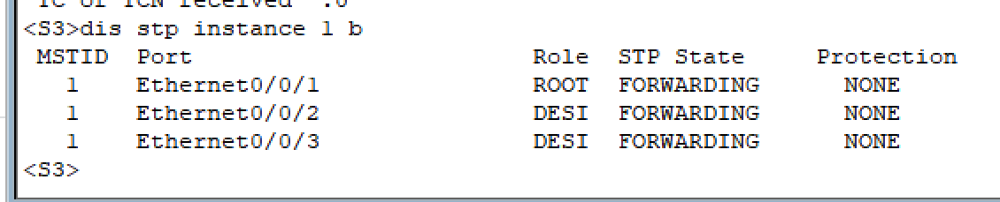 TC or TCN received :0
<S3>dis stp instance 1 b
MSTID Port Role STP State Protection
1 Ethernet0/0/1 ROOT FORWARDING NONE
1 Ethernet0/0/2 DESI FORWARDING NONE
1 Ethernet0/0/3 DESI FORWARDING NONE
<S3>